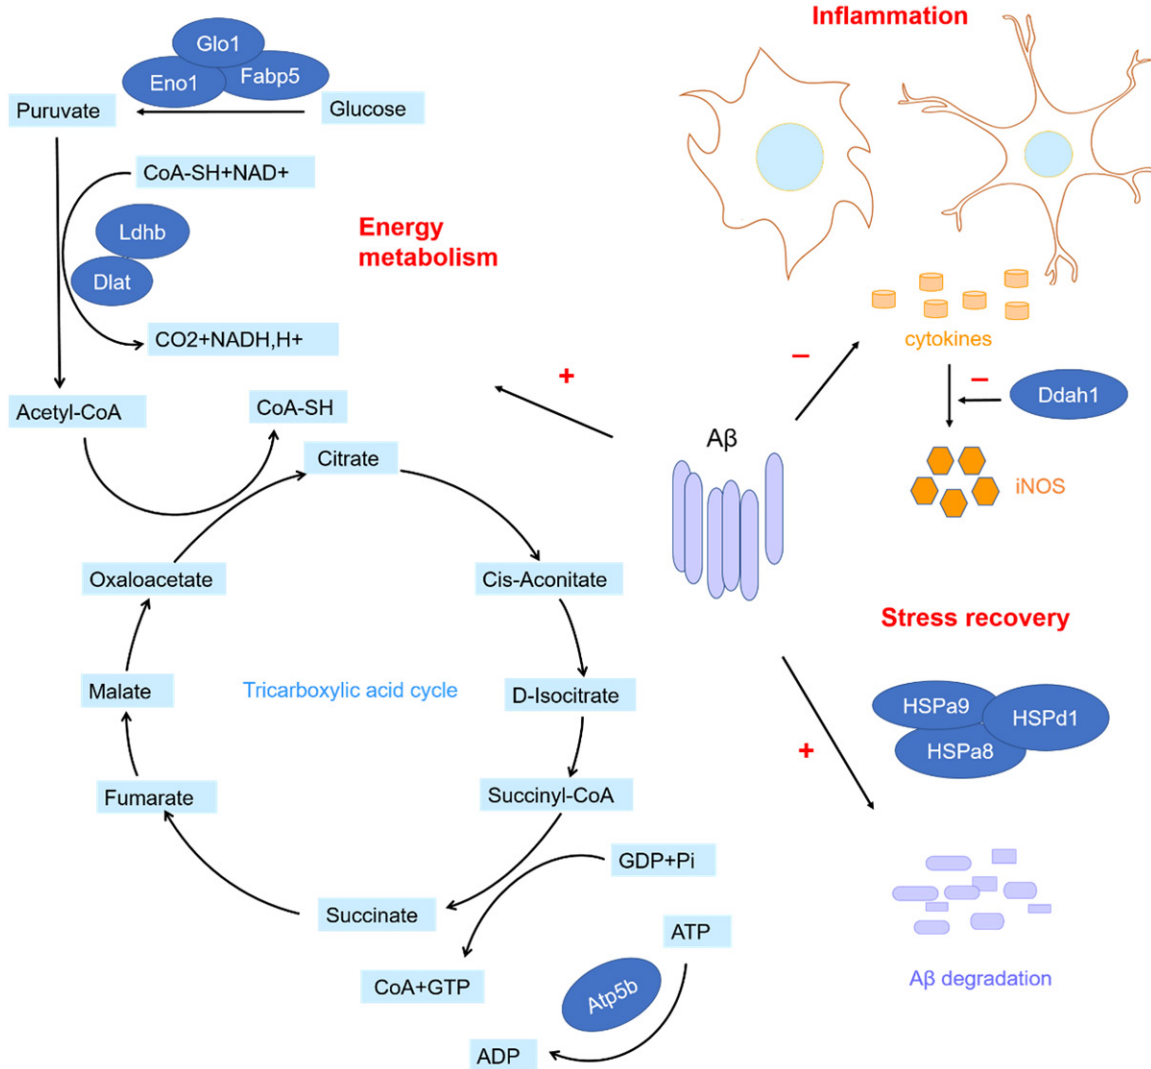 Inflammation
Glo1
Eno1
Fabp5
Puruvate
Glucose
CoA-SH+NAD+
Ldhb
Dlat
Energy
metabolism
CO2+NADH,H+
cytokines
–
+
–
Ddah1
Acetyl-CoA
CoA-SH
Citrate
Aβ
iNOS
Oxaloacetate
Cis-Aconitate
Stress recovery
Malate
Tricarboxylic acid cycle
D-Isocitrate
HSPa9
HSPd1
HSPa8
+
Fumarate
Succinyl-CoA
GDP+Pi
Succinate
ATP
CoA+GTP
Atp5b
Aβ degradation
ADP